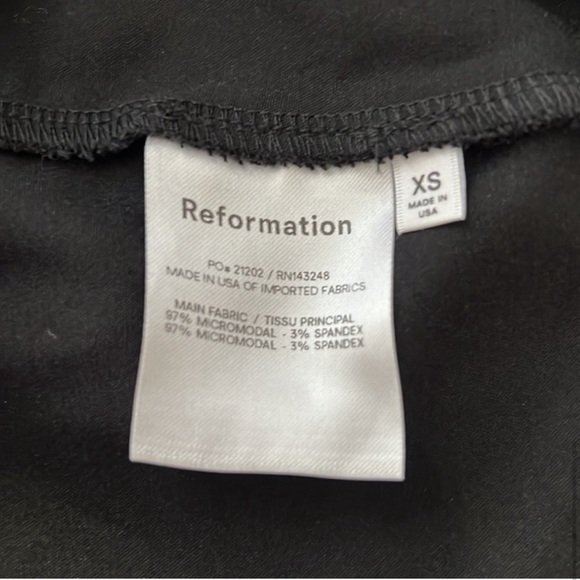 Reformation
PO# 21202 / RN143248
MADE IN USA OF IMPORTED FABRICS
MAIN FABRIC / TISSU PRINCIPAL
97% MICROMODAL - 3% SPANDEX
97% MICROMODAL - 3% SPANDEX
XS
MADE IN
USA